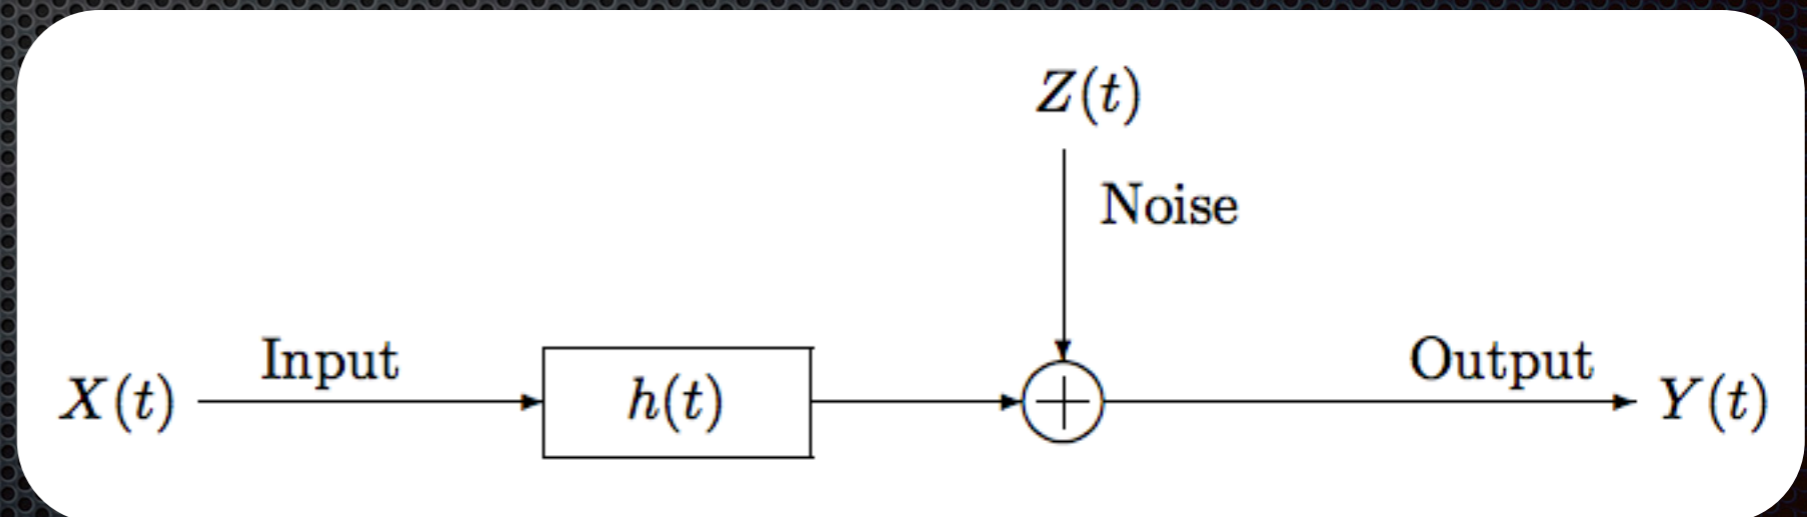 Z(t)
Noise
Input
Output
X(t)
h(t)
Y(t)